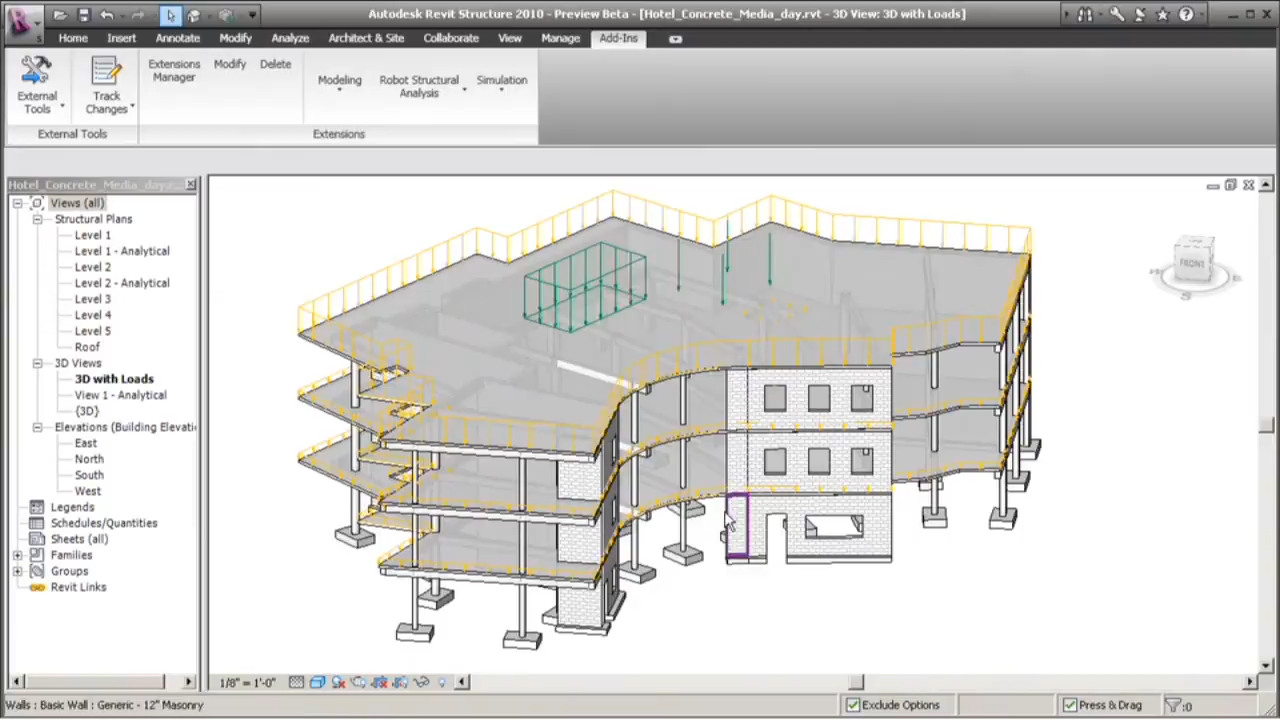 Autodesk Revit Structure 2010 - Preview Beta - [Hotel_Concrete_Media_day.rvt - 3D View: 3D with Loads]
Home Insert Annotate Modify Analyze Architect & Site Collaborate View Manage Add-Ins
External Tools
Track Changes
Extensions Manager
Modify
Delete
Modeling
Robot Structural Analysis
Simulation
External Tools
Extensions
Hotel_Concrete_Media_day
Views (all)
Structural Plans
Level 1
Level 1 - Analytical
Level 2
Level 2 - Analytical
Level 3
Level 4
Level 5
Roof
3D Views
3D with Loads
View 1 - Analytical
{3D}
Elevations (Building Elevati
East
North
South
West
Legends
Schedules/Quantities
Sheets (all)
Families
Groups
Revit Links
FRONT
S
1/8" = 1'-0"
Walls : Basic Wall : Generic - 12" Masonry
Exclude Options
Press & Drag
:0